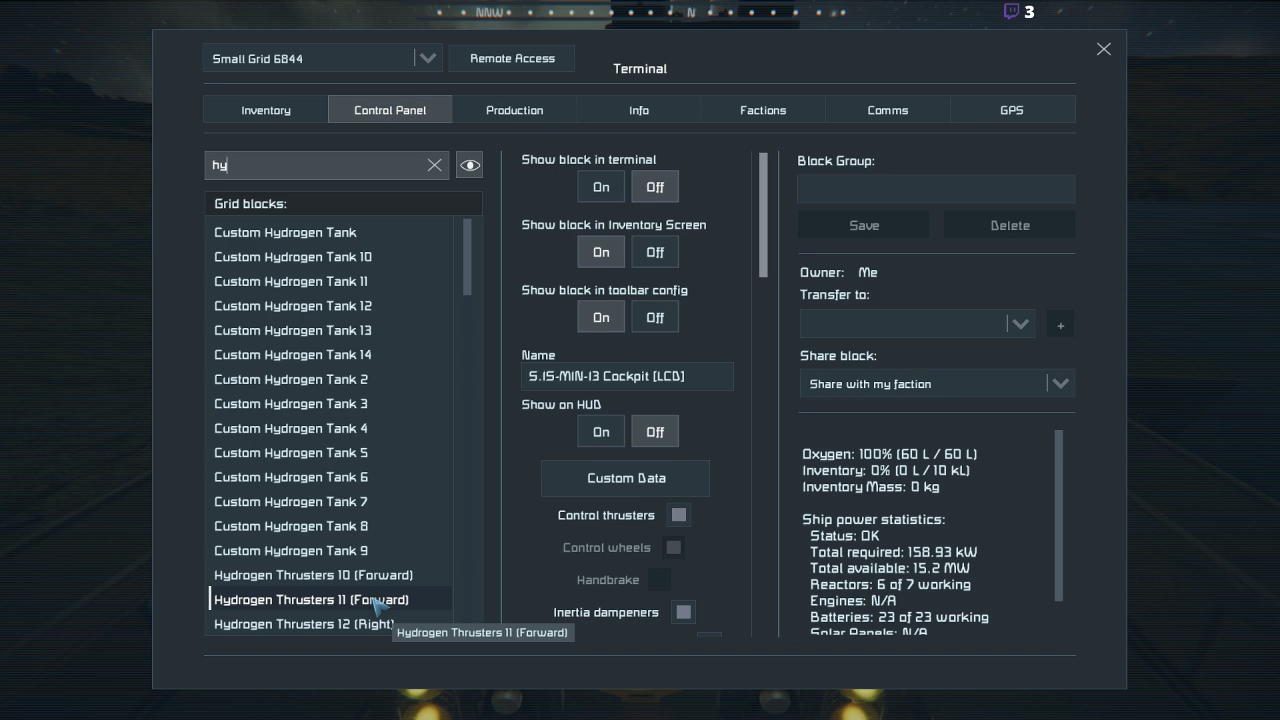 NNW N
3
Small Grid 6844
Remote Access
Terminal
Inventory
Control Panel
Production
Info
Factions
Comms
GPS
hy
Grid blocks:
Custom Hydrogen Tank
Custom Hydrogen Tank 10
Custom Hydrogen Tank 11
Custom Hydrogen Tank 12
Custom Hydrogen Tank 13
Custom Hydrogen Tank 14
Custom Hydrogen Tank 2
Custom Hydrogen Tank 3
Custom Hydrogen Tank 4
Custom Hydrogen Tank 5
Custom Hydrogen Tank 6
Custom Hydrogen Tank 7
Custom Hydrogen Tank 8
Custom Hydrogen Tank 9
Hydrogen Thrusters 10 (Forward)
Hydrogen Thrusters 11 (Forward)
Hydrogen Thrusters 12 (Right)
Hydrogen Thrusters 11 (Forward)
Show block in terminal
On Off
Show block in Inventory Screen
On Off
Show block in toolbar config
On Off
Name
S.15-MIN-13 Cockpit [LCD]
Show on HUD
On Off
Custom Data
Control thrusters
Control wheels
Handbrake
Inertia dampeners
Block Group:
Save
Delete
Owner: Me
Transfer to:
+
Share block:
Share with my faction
Oxygen: 100% (60 L / 60 L)
Inventory: 0% (0 L / 10 kL)
Inventory Mass: 0 kg
Ship power statistics:
Status: OK
Total required: 158.93 kW
Total available: 15.2 MW
Reactors: 6 of 7 working
Engines: N/A
Batteries: 23 of 23 working
Solar Panels: N/A